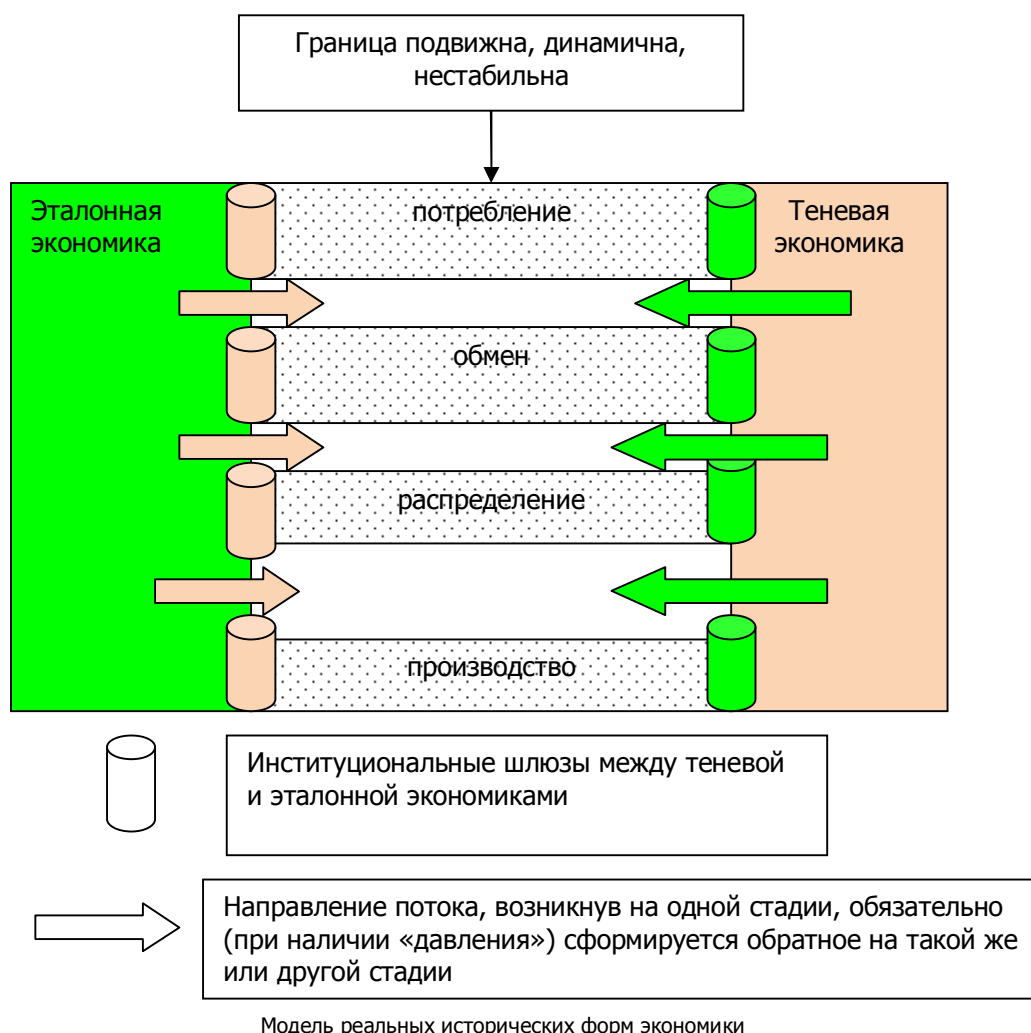 Граница подвижна, динамична,
нестабильна
Эталонная
экономика
потребление
Теневая
экономика
обмен
распределение
производство
Институциональные шлюзы между теневой
и эталонной экономиками
Направление потока, возникнув на одной стадии, обязательно
(при наличии «давления») сформируется обратное на такой же
или другой стадии
Модель реальных исторических форм экономики